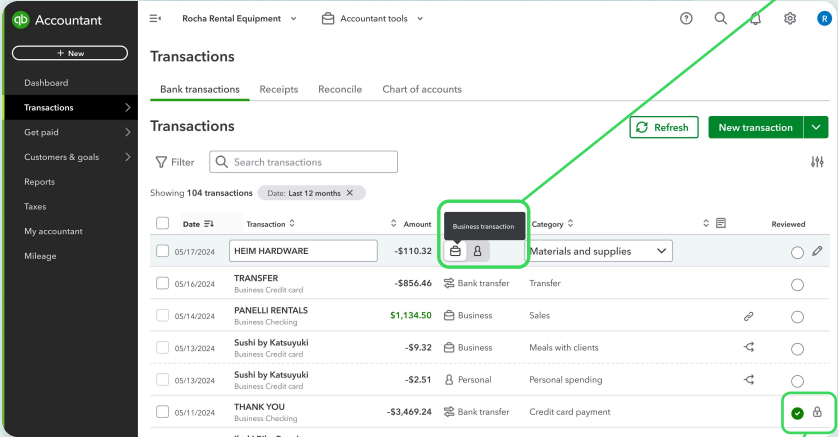 qb Accountant
+ New
Dashboard
Transactions
Get paid
Customers & goals
Reports
Taxes
My accountant
Mileage
Rocha Rental Equipment
Accountant tools
R
Transactions
Bank transactions Receipts Reconcile Chart of accounts
Transactions
Refresh
New transaction
Filter
Search transactions
Showing 104 transactions
Date: Last 12 months X
Date Transaction Amount Business transaction Category Reviewed
05/17/2024 HEIM HARDWARE -$110.32 Materials and supplies
05/16/2024 TRANSFER -$856.46 Bank transfer Transfer
Business Credit card
05/14/2024 PANELLI RENTALS $1,134.50 Business Sales
Business Checking
05/13/2024 Sushi by Katsuyuki -$9.32 Business Meals with clients
Business Credit card
05/13/2024 Sushi by Katsuyuki -$2.51 Personal Personal spending
Business Credit card
05/11/2024 THANK YOU -$3,469.24 Bank transfer Credit card payment
Business Checking